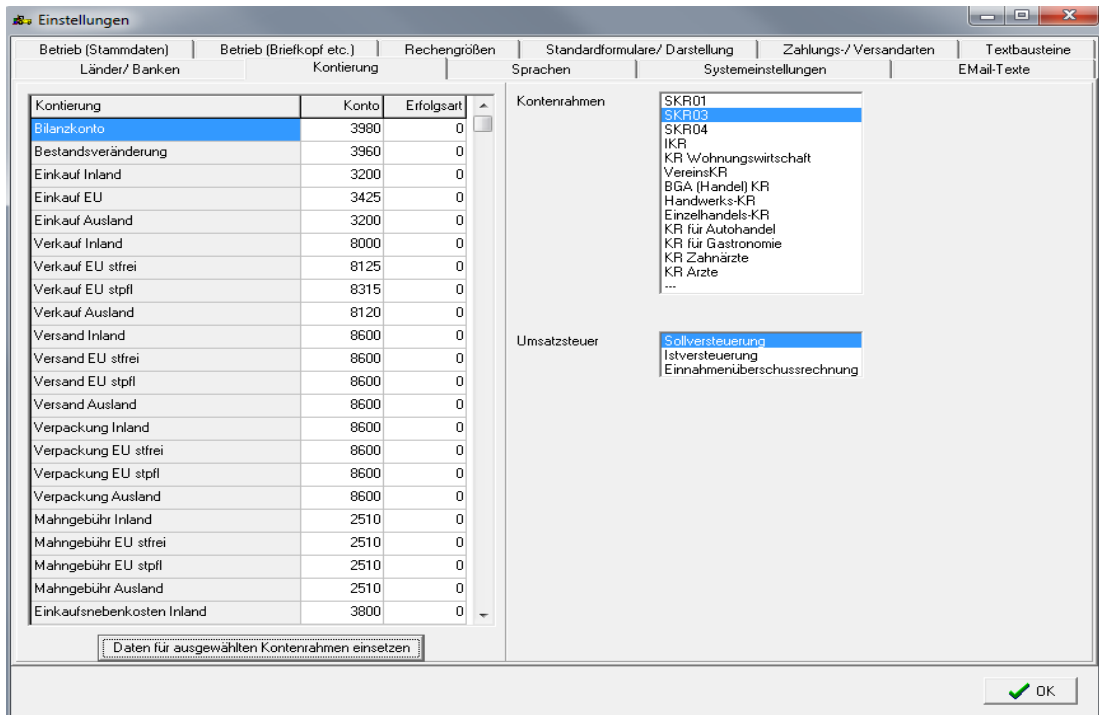 Einstellungen
Betrieb (Stammdaten) Betrieb (Briefkopf etc.) Rechengrößen Standardformulare/ Darstellung Zahlungs-/ Versandarten Textbausteine
Länder/ Banken Kontierung Sprachen Systemeinstellungen EMail-Texte
Kontierung Konto Erfolgsart
Bilanzkonto 3980 0
Bestandsveränderung 3960 0
Einkauf Inland 3200 0
Einkauf EU 3425 0
Einkauf Ausland 3200 0
Verkauf Inland 8000 0
Verkauf EU stfrei 8125 0
Verkauf EU stpfl 8315 0
Verkauf Ausland 8120 0
Versand Inland 8600 0
Versand EU stfrei 8600 0
Versand EU stpfl 8600 0
Versand Ausland 8600 0
Verpackung Inland 8600 0
Verpackung EU stfrei 8600 0
Verpackung EU stpfl 8600 0
Verpackung Ausland 8600 0
Mahngebühr Inland 2510 0
Mahngebühr EU stfrei 2510 0
Mahngebühr EU stpfl 2510 0
Mahngebühr Ausland 2510 0
Einkaufsnebenkosten Inland 3800 0
Daten für ausgewählten Kontenrahmen einsetzen
Kontenrahmen
SKR01
SKR03
SKR04
IKR
KR Wohnungswirtschaft
VereinsKR
BGA (Handel) KR
Handwerks-KR
Einzelhandels-KR
KR für Autohandel
KR für Gastronomie
KR Zahnärzte
KR Arzte
---
Umsatzsteuer
Sollversteuerung
Istversteuerung
Einnahmenüberschussrechnung
OK